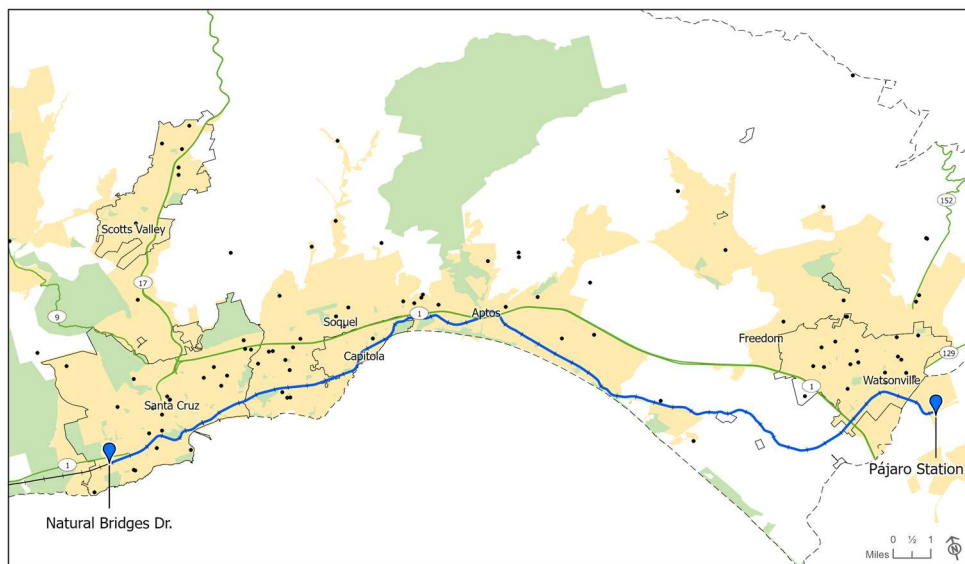 152
Scotts Valley
17
9
1
Aptos
Soquel
Freedom
Capitola
129
Watsonville
1
Santa Cruz
1
Pájaro Station
Natural Bridges Dr.
0 ½ 1
Miles
N